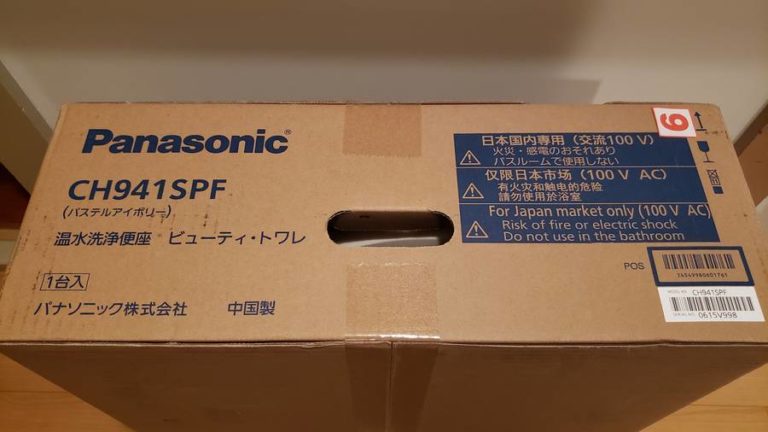 Panasonic®
CH941SPF
(パステルアイボリー)
温水洗浄便座 ビューティ・トワレ
1台入
パナソニック株式会社 中国製
日本国内専用(交流100 V)
火災・感電のおそれあり
バスルームで使用しない
仅限日本市场(100 V AC)
有火灾和触电的危险
請勿使用於浴室
For Japan market only (100 V AC)
Risk of fire or electric shock
Do not use in the bathroom
6
POS
CH941SPF
SERIAL NO.
0615V998